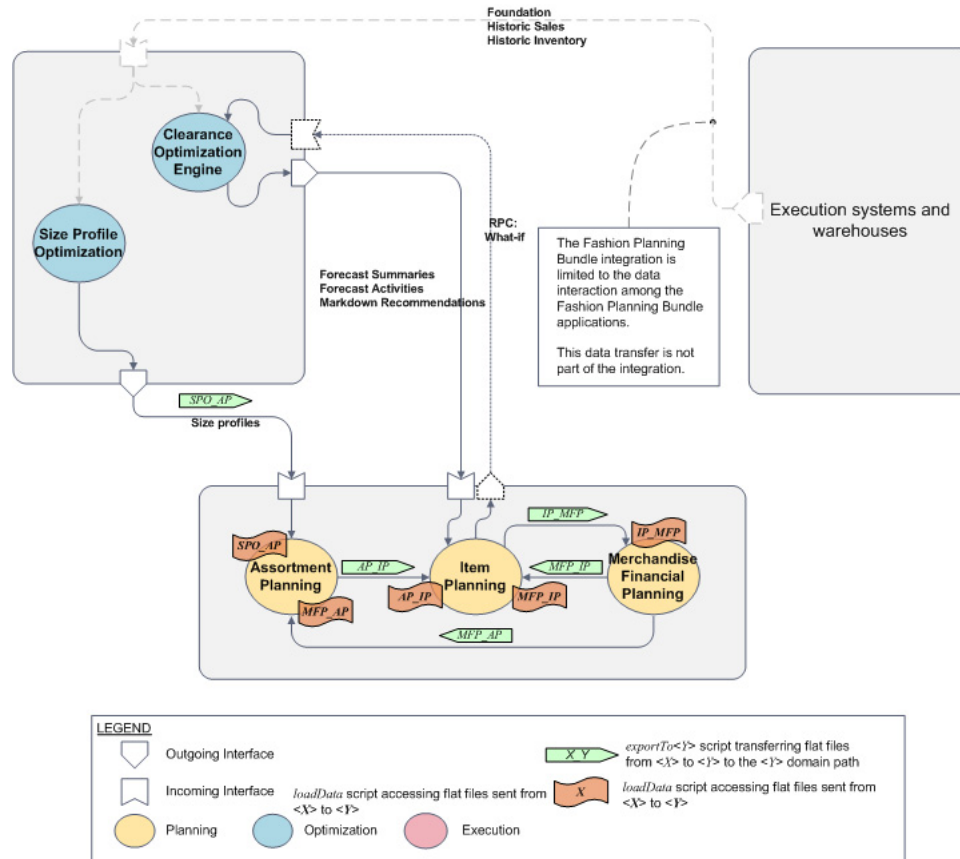 Foundation
Historic Sales
Historic Inventory
Clearance
Optimization
Engine
Size Profile
Optimization
RPC:
What-if
Execution systems and
warehouses
The Fashion Planning
Bundle integration is
limited to the data
interaction among the
Fashion Planning Bundle
applications.
This data transfer is not
part of the integration.
Forecast Summaries
Forecast Activities
Markdown Recommendations
SPO_AP
Size profiles
IP_MFP
IP_MFP
SPO_AP
Assortment
Planning
AP_IP
Item
Planning
MFP_IP
Merchandise
Financial
Planning
MFP_AP
AP_IP
MFP_IP
MFP_AP
LEGEND
Outgoing Interface
X_Y
exportTo<Y> script transferring flat files
from <X> to <Y> to the <Y> domain path
Incoming Interface
loadData script accessing flat files sent from
<X> to <Y>
X
loadData script accessing flat files sent from
<X> to <Y>
Planning
Optimization
Execution